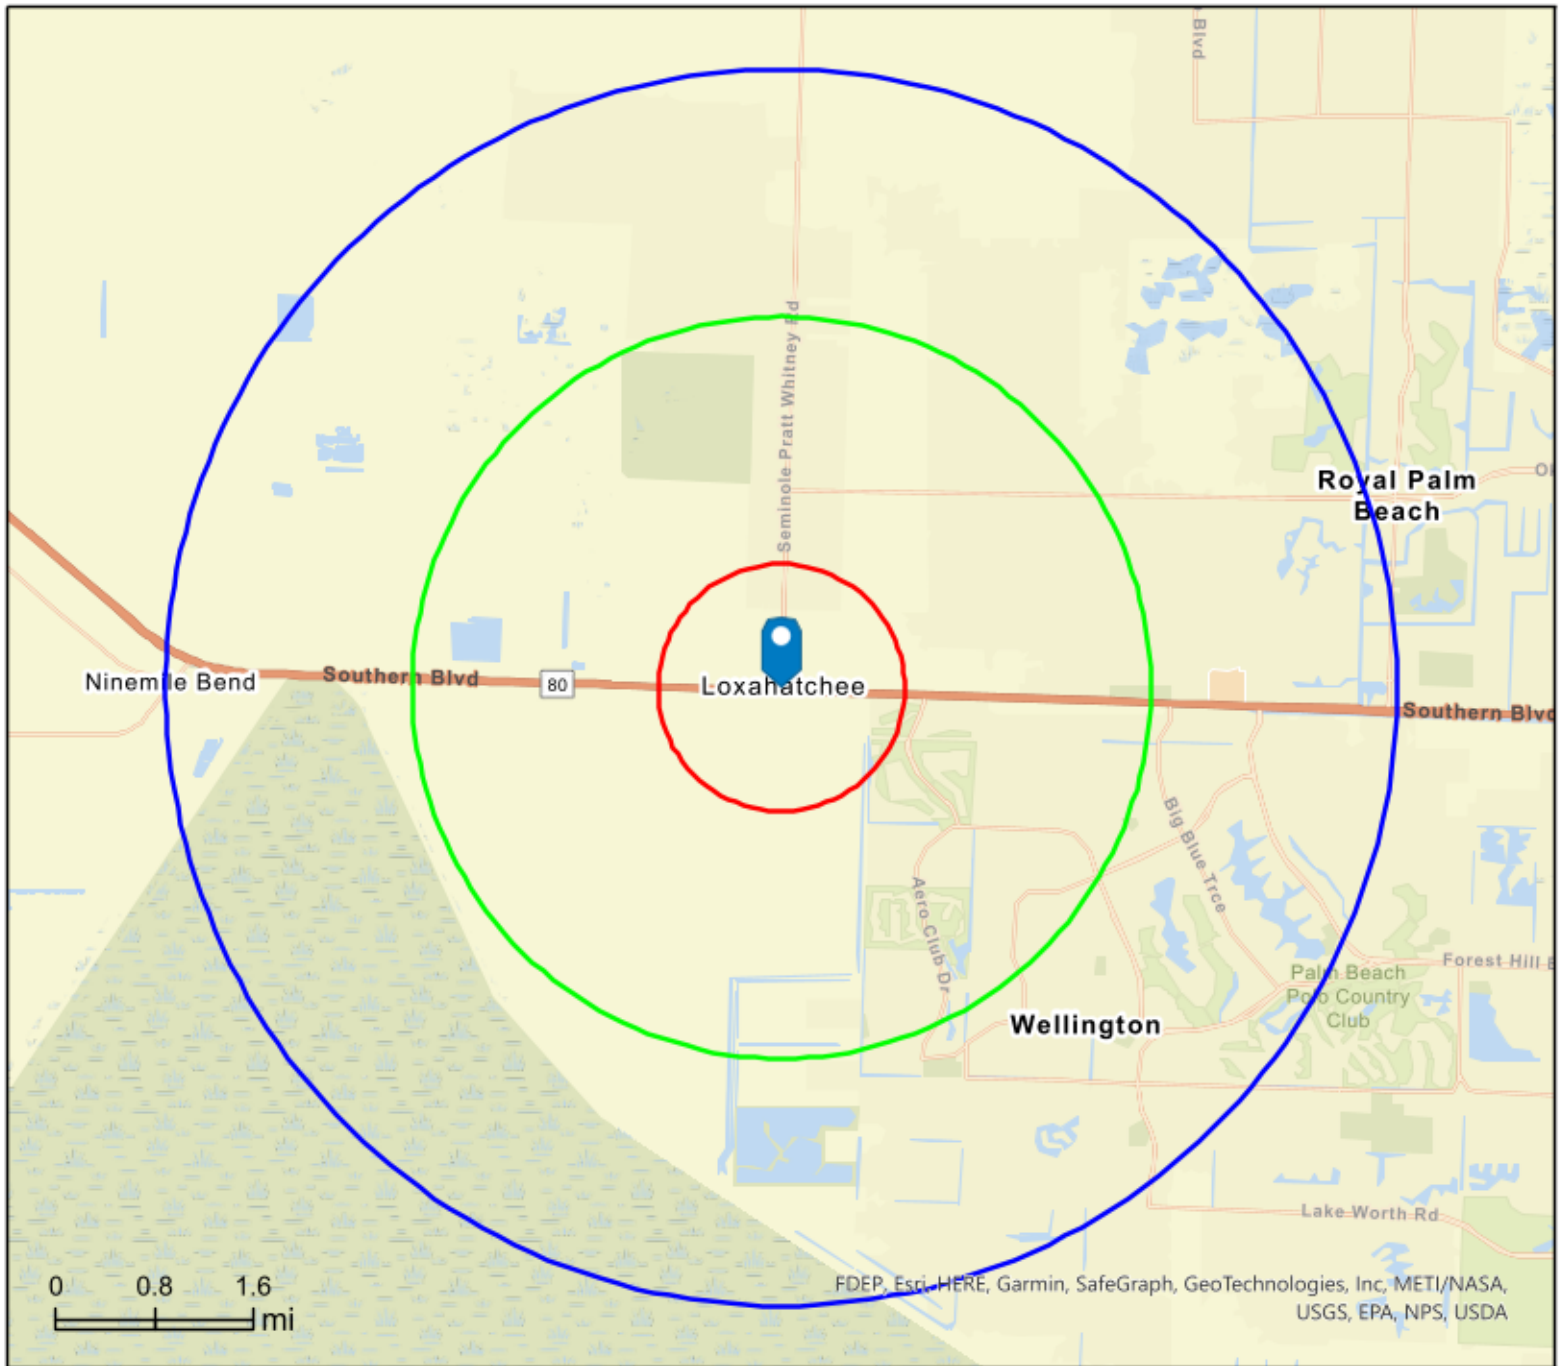 Blvd
Seminole Pratt Whitney Rd
Royal Palm
Beach
Ninemile Bend
Southern Blvd
80
Loxahatchee
Southern Blvd
Big Blue Trce
Aero Club Dr
Forest Hill
Palm Beach
Polo Country
Club
Wellington
Lake Worth Rd
0 0.8 1.6
mi
FDEP, Esri, HERE, Garmin, SafeGraph, GeoTechnologies, Inc, METI/NASA,
USGS, EPA, NPS, USDA